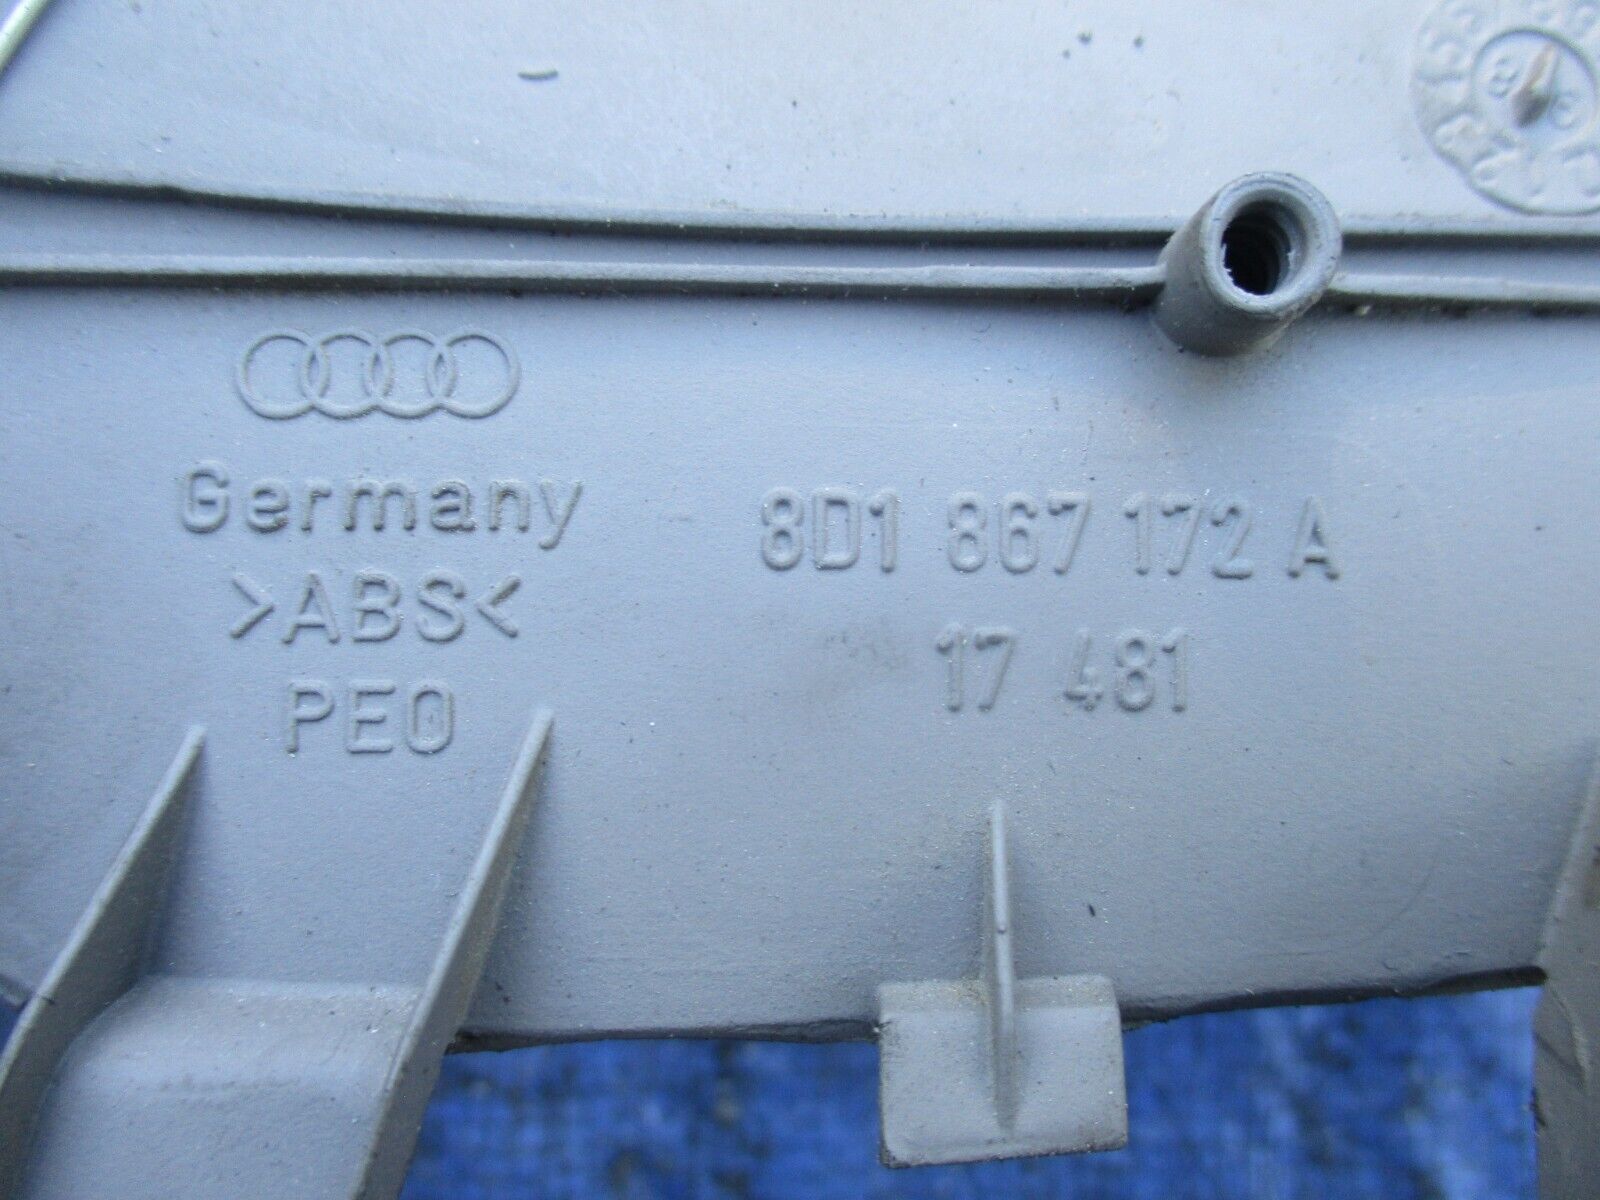 Germany
>ABS<
PEO
8D1 867 172 A
17 481